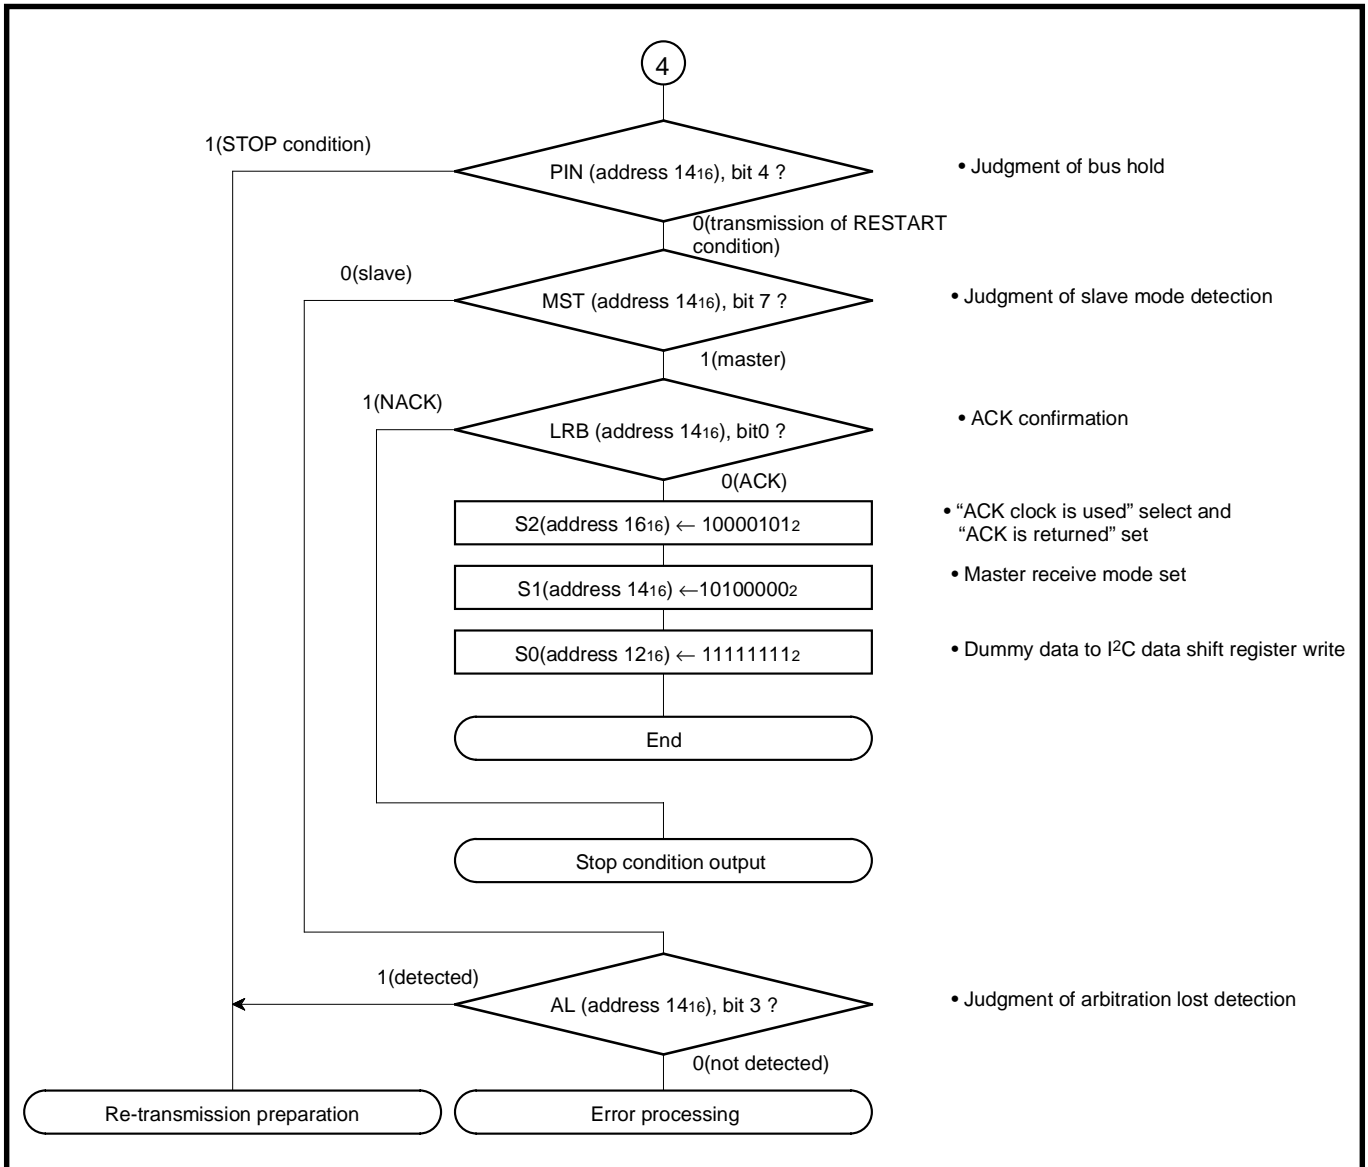 4
1(STOP condition)
PIN (address 14₁₆), bit 4 ?
• Judgment of bus hold
0(transmission of RESTART
condition)
0(slave)
MST (address 14₁₆), bit 7 ?
• Judgment of slave mode detection
1(master)
1(NACK)
LRB (address 14₁₆), bit0 ?
• ACK confirmation
0(ACK)
S2(address 16₁₆) ← 10000101₂
• “ACK clock is used” select and
“ACK is returned” set
S1(address 14₁₆) ←10100000₂
• Master receive mode set
S0(address 12₁₆) ← 11111111₂
• Dummy data to I²C data shift register write
End
Stop condition output
1(detected)
AL (address 14₁₆), bit 3 ?
• Judgment of arbitration lost detection
0(not detected)
Re-transmission preparation
Error processing